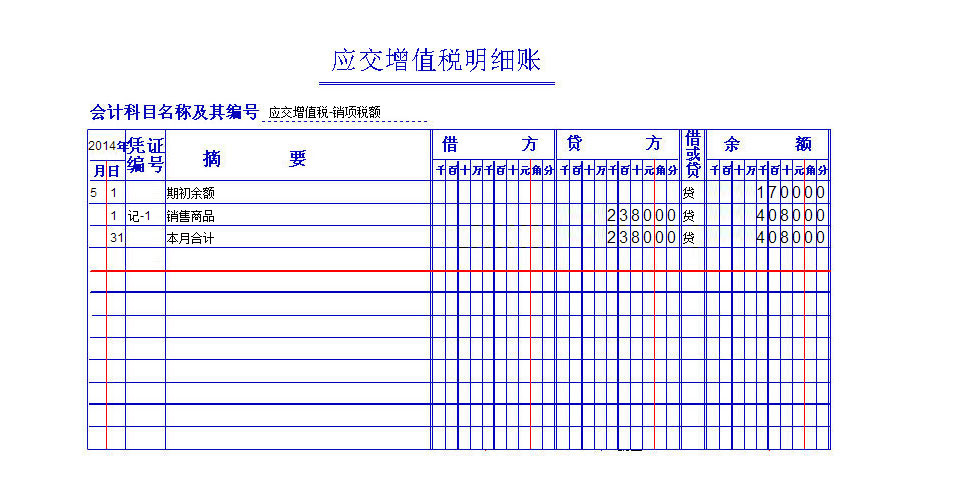 应交增值税明细账
会计科目名称及其编号 应交增值税-销项税额
2014年 凭证编号 摘 要 借 方 贷 方 借或贷 余 额
月 日 千百十万千百十元角分 千百十万千百十元角分 千百十万千百十元角分
5 1 期初余额 贷 170000
1 记-1 销售商品 238000 贷 408000
31 本月合计 238000 贷 408000